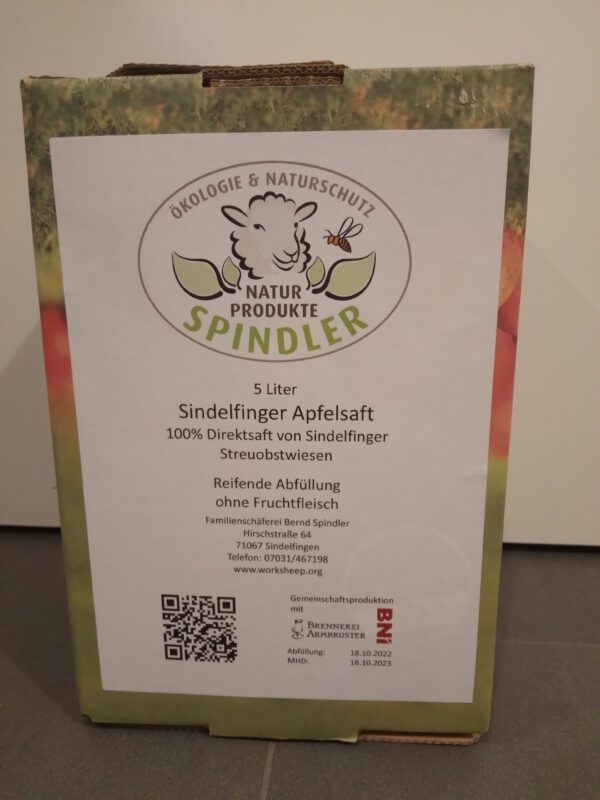 ÖKOLOGIE & NATURSCHUTZ
NATUR
PRODUKTE
SPINDLER
5 Liter
Sindelfinger Apfelsaft
100% Direktsaft von Sindelfinger
Streuobstwiesen
Reifende Abfüllung
ohne Fruchtfleisch
Familienschäferei Bernd Spindler
Hirschstraße 64
71067 Sindelfingen
Telefon: 07031/467198
www.worksheep.org
Gemeinschaftsproduktion
mit
BRENNEREI
ARMBRUSTER
BNI
Abfüllung: 18.10.2022
MHD: 18.10.2023